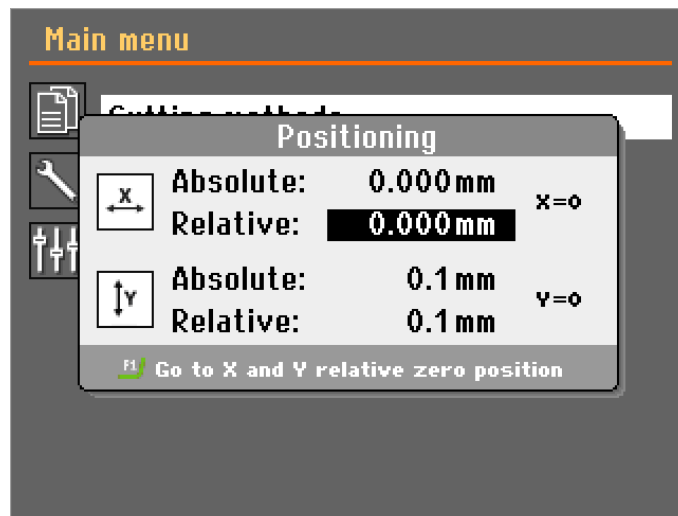 Main menu
Positioning
X
Absolute: 0.000mm
Relative: 0.000mm
X=0
Y
Absolute: 0.1mm
Relative: 0.1mm
Y=0
F1 Go to X and Y relative zero position